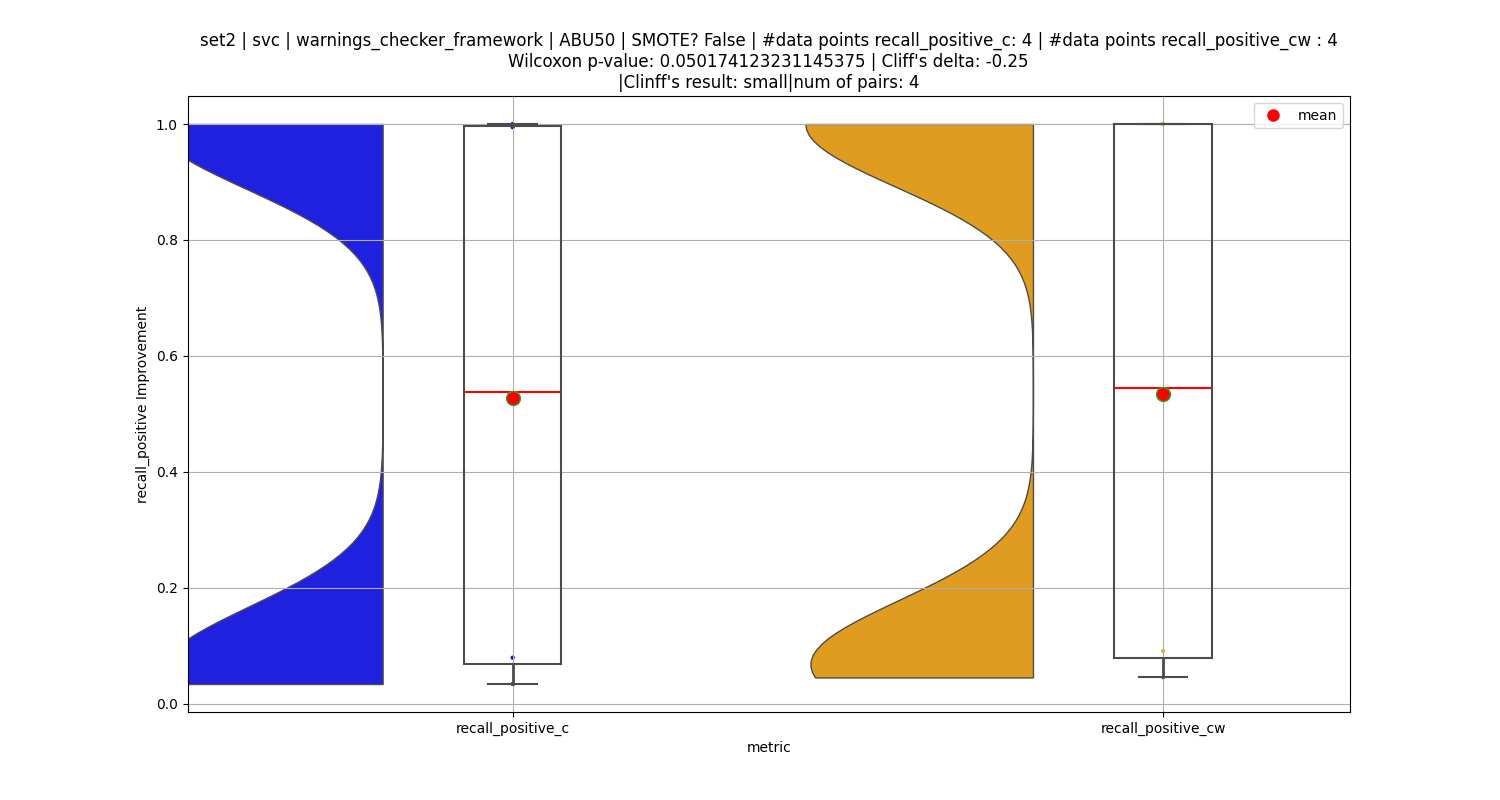 set2 | svc | warnings_checker_framework | ABU50 | SMOTE? False | #data points recall_positive_c: 4 | #data points recall_positive_cw : 4
Wilcoxon p-value: 0.050174123231145375 | Cliff's delta: -0.25
|Clinff's result: small|num of pairs: 4
mean
1.0
0.8
0.6
0.4
0.2
0.0
recall_positive Improvement
recall_positive_c
recall_positive_cw
metric